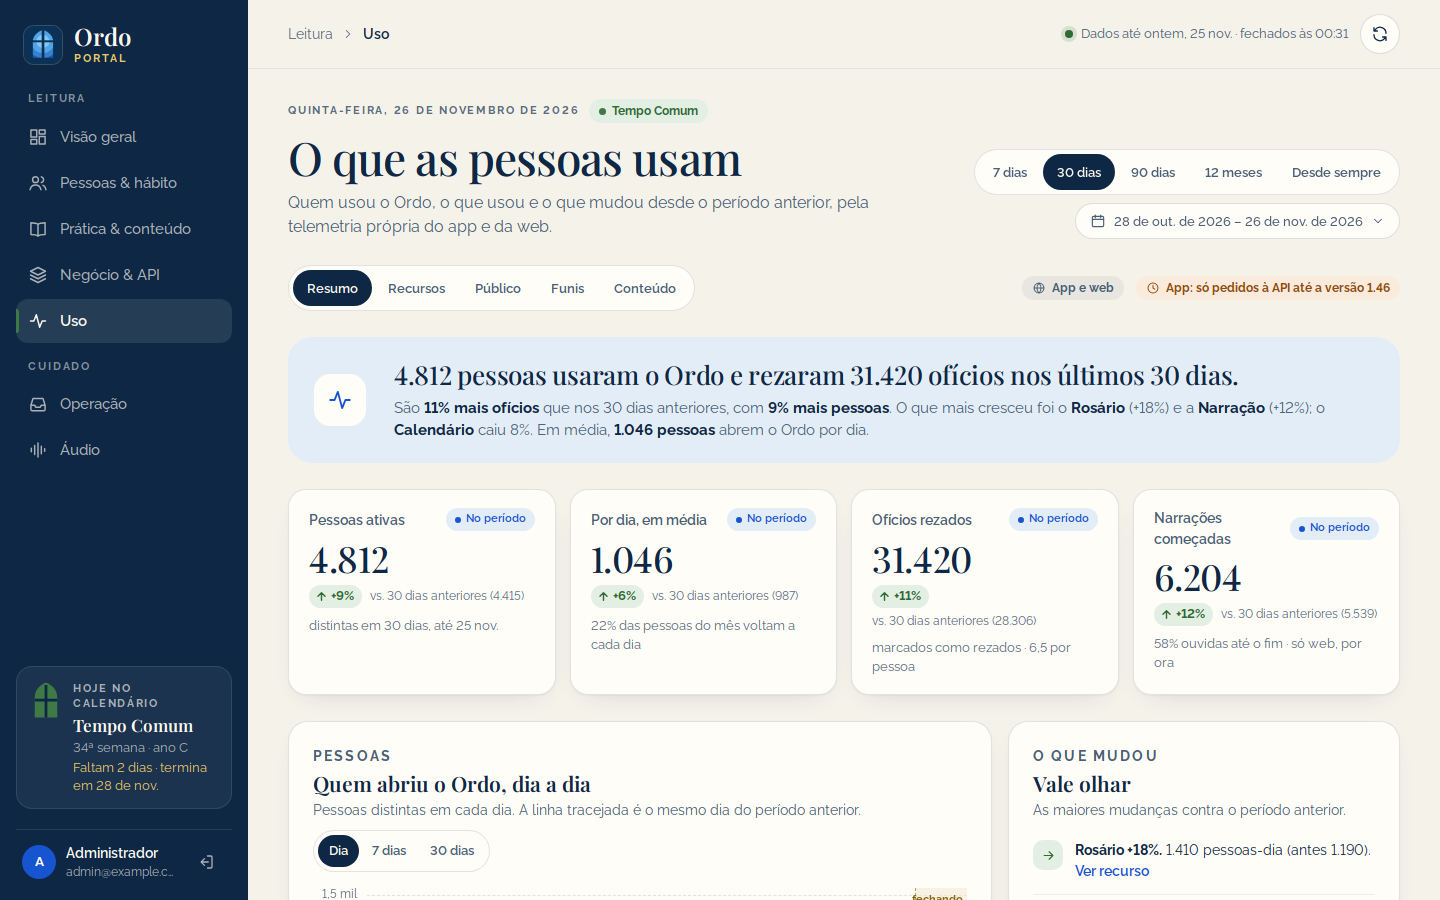 Ordo
PORTAL
LEITURA
Visão geral
Pessoas & hábito
Prática & conteúdo
Negócio & API
Uso
CUIDADO
Operação
Áudio
HOJE NO
CALENDÁRIO
Tempo Comum
34ª semana · ano C
Faltam 2 dias · termina
em 28 de nov.
A
Administrador
admin@example.c...
Leitura
Uso
Dados até ontem, 25 nov. · fechados às 00:31
QUINTA-FEIRA, 26 DE NOVEMBRO DE 2026
Tempo Comum
O que as pessoas usam
Quem usou o Ordo, o que usou e o que mudou desde o período anterior, pela
telemetria própria do app e da web.
7 dias
30 dias
90 dias
12 meses
Desde sempre
28 de out. de 2026 – 26 de nov. de 2026
Resumo
Recursos
Público
Funis
Conteúdo
App e web
App: só pedidos à API até a versão 1.46
4.812 pessoas usaram o Ordo e rezaram 31.420 ofícios nos últimos 30 dias.
São 11% mais ofícios que nos 30 dias anteriores, com 9% mais pessoas. O que mais cresceu foi o Rosário (+18%) e a Narração (+12%); o
Calendário caiu 8%. Em média, 1.046 pessoas abrem o Ordo por dia.
Pessoas ativas
No período
4.812
+9%
vs. 30 dias anteriores (4.415)
distintas em 30 dias, até 25 nov.
Por dia, em média
No período
1.046
+6%
vs. 30 dias anteriores (987)
22% das pessoas do mês voltam a
cada dia
Ofícios rezados
No período
31.420
+11%
vs. 30 dias anteriores (28.306)
marcados como rezados · 6,5 por
pessoa
Narrações
começadas
No período
6.204
+12%
vs. 30 dias anteriores (5.539)
58% ouvidas até o fim · só web, por
ora
PESSOAS
Quem abriu o Ordo, dia a dia
Pessoas distintas em cada dia. A linha tracejada é o mesmo dia do período anterior.
Dia
7 dias
30 dias
1,5 mil
fechando
O QUE MUDOU
Vale olhar
As maiores mudanças contra o período anterior.
Rosário +18%. 1.410 pessoas-dia (antes 1.190).
Ver recurso